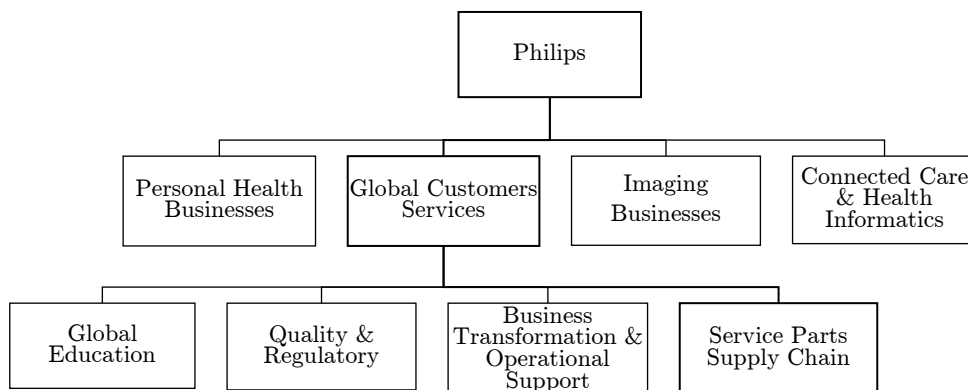 Philips
Personal Health
Businesses
Global Customers
Services
Imaging
Businesses
Connected Care
& Health
Informatics
Global
Education
Quality &
Regulatory
Business
Transformation &
Operational
Support
Service Parts
Supply Chain